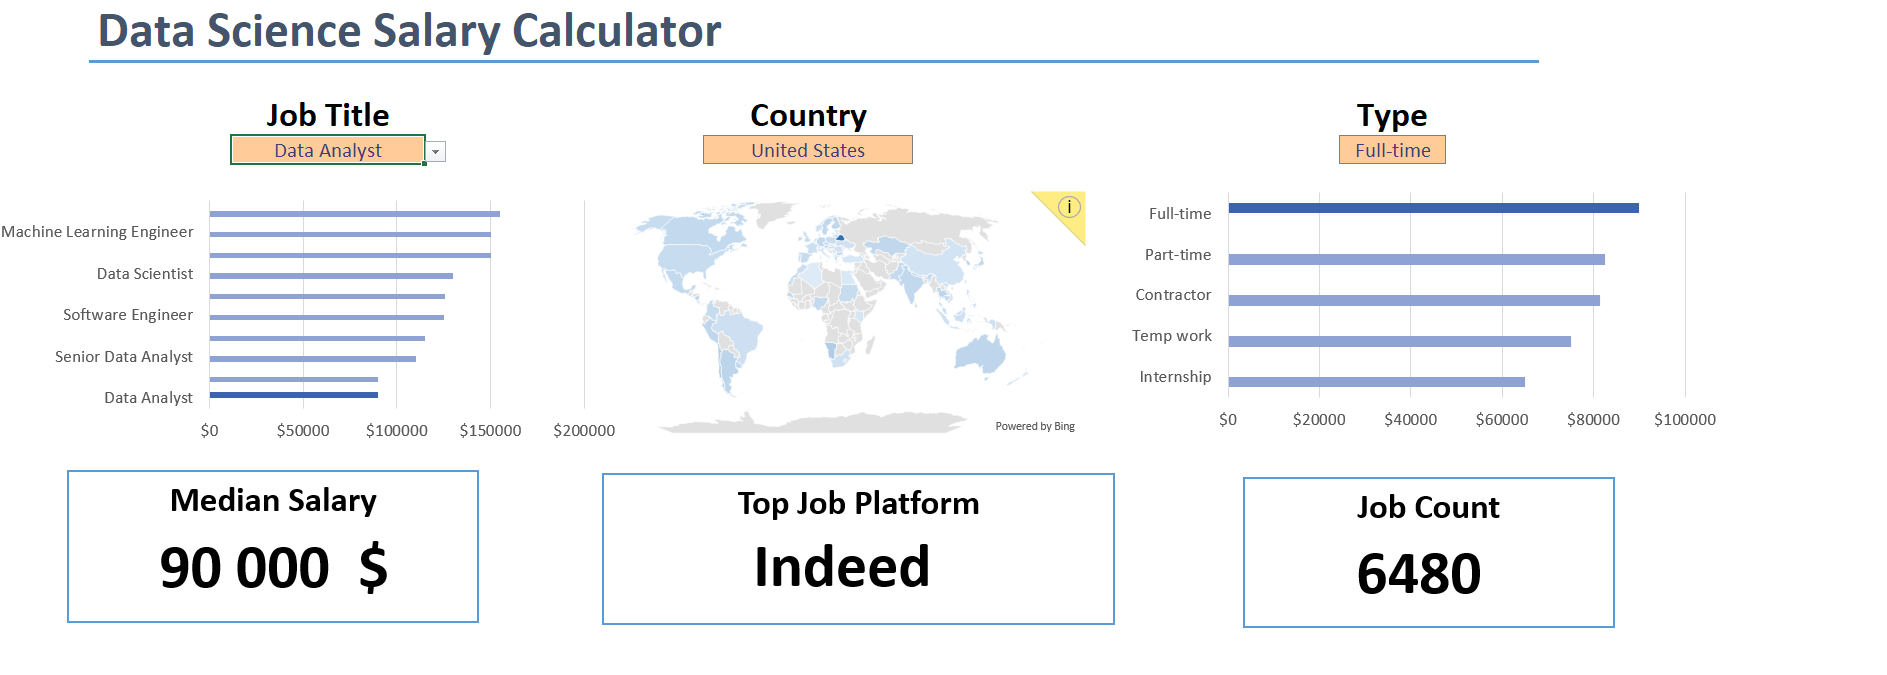 Data Science Salary Calculator
Job Title
Data Analyst
Country
United States
Type
Full-time
Machine Learning Engineer
Data Scientist
Software Engineer
Senior Data Analyst
Data Analyst
$0 $50000 $100000 $150000 $200000
i
Powered by Bing
Full-time
Part-time
Contractor
Temp work
Internship
$0 $20000 $40000 $60000 $80000 $100000
Median Salary
90 000 $
Top Job Platform
Indeed
Job Count
6480